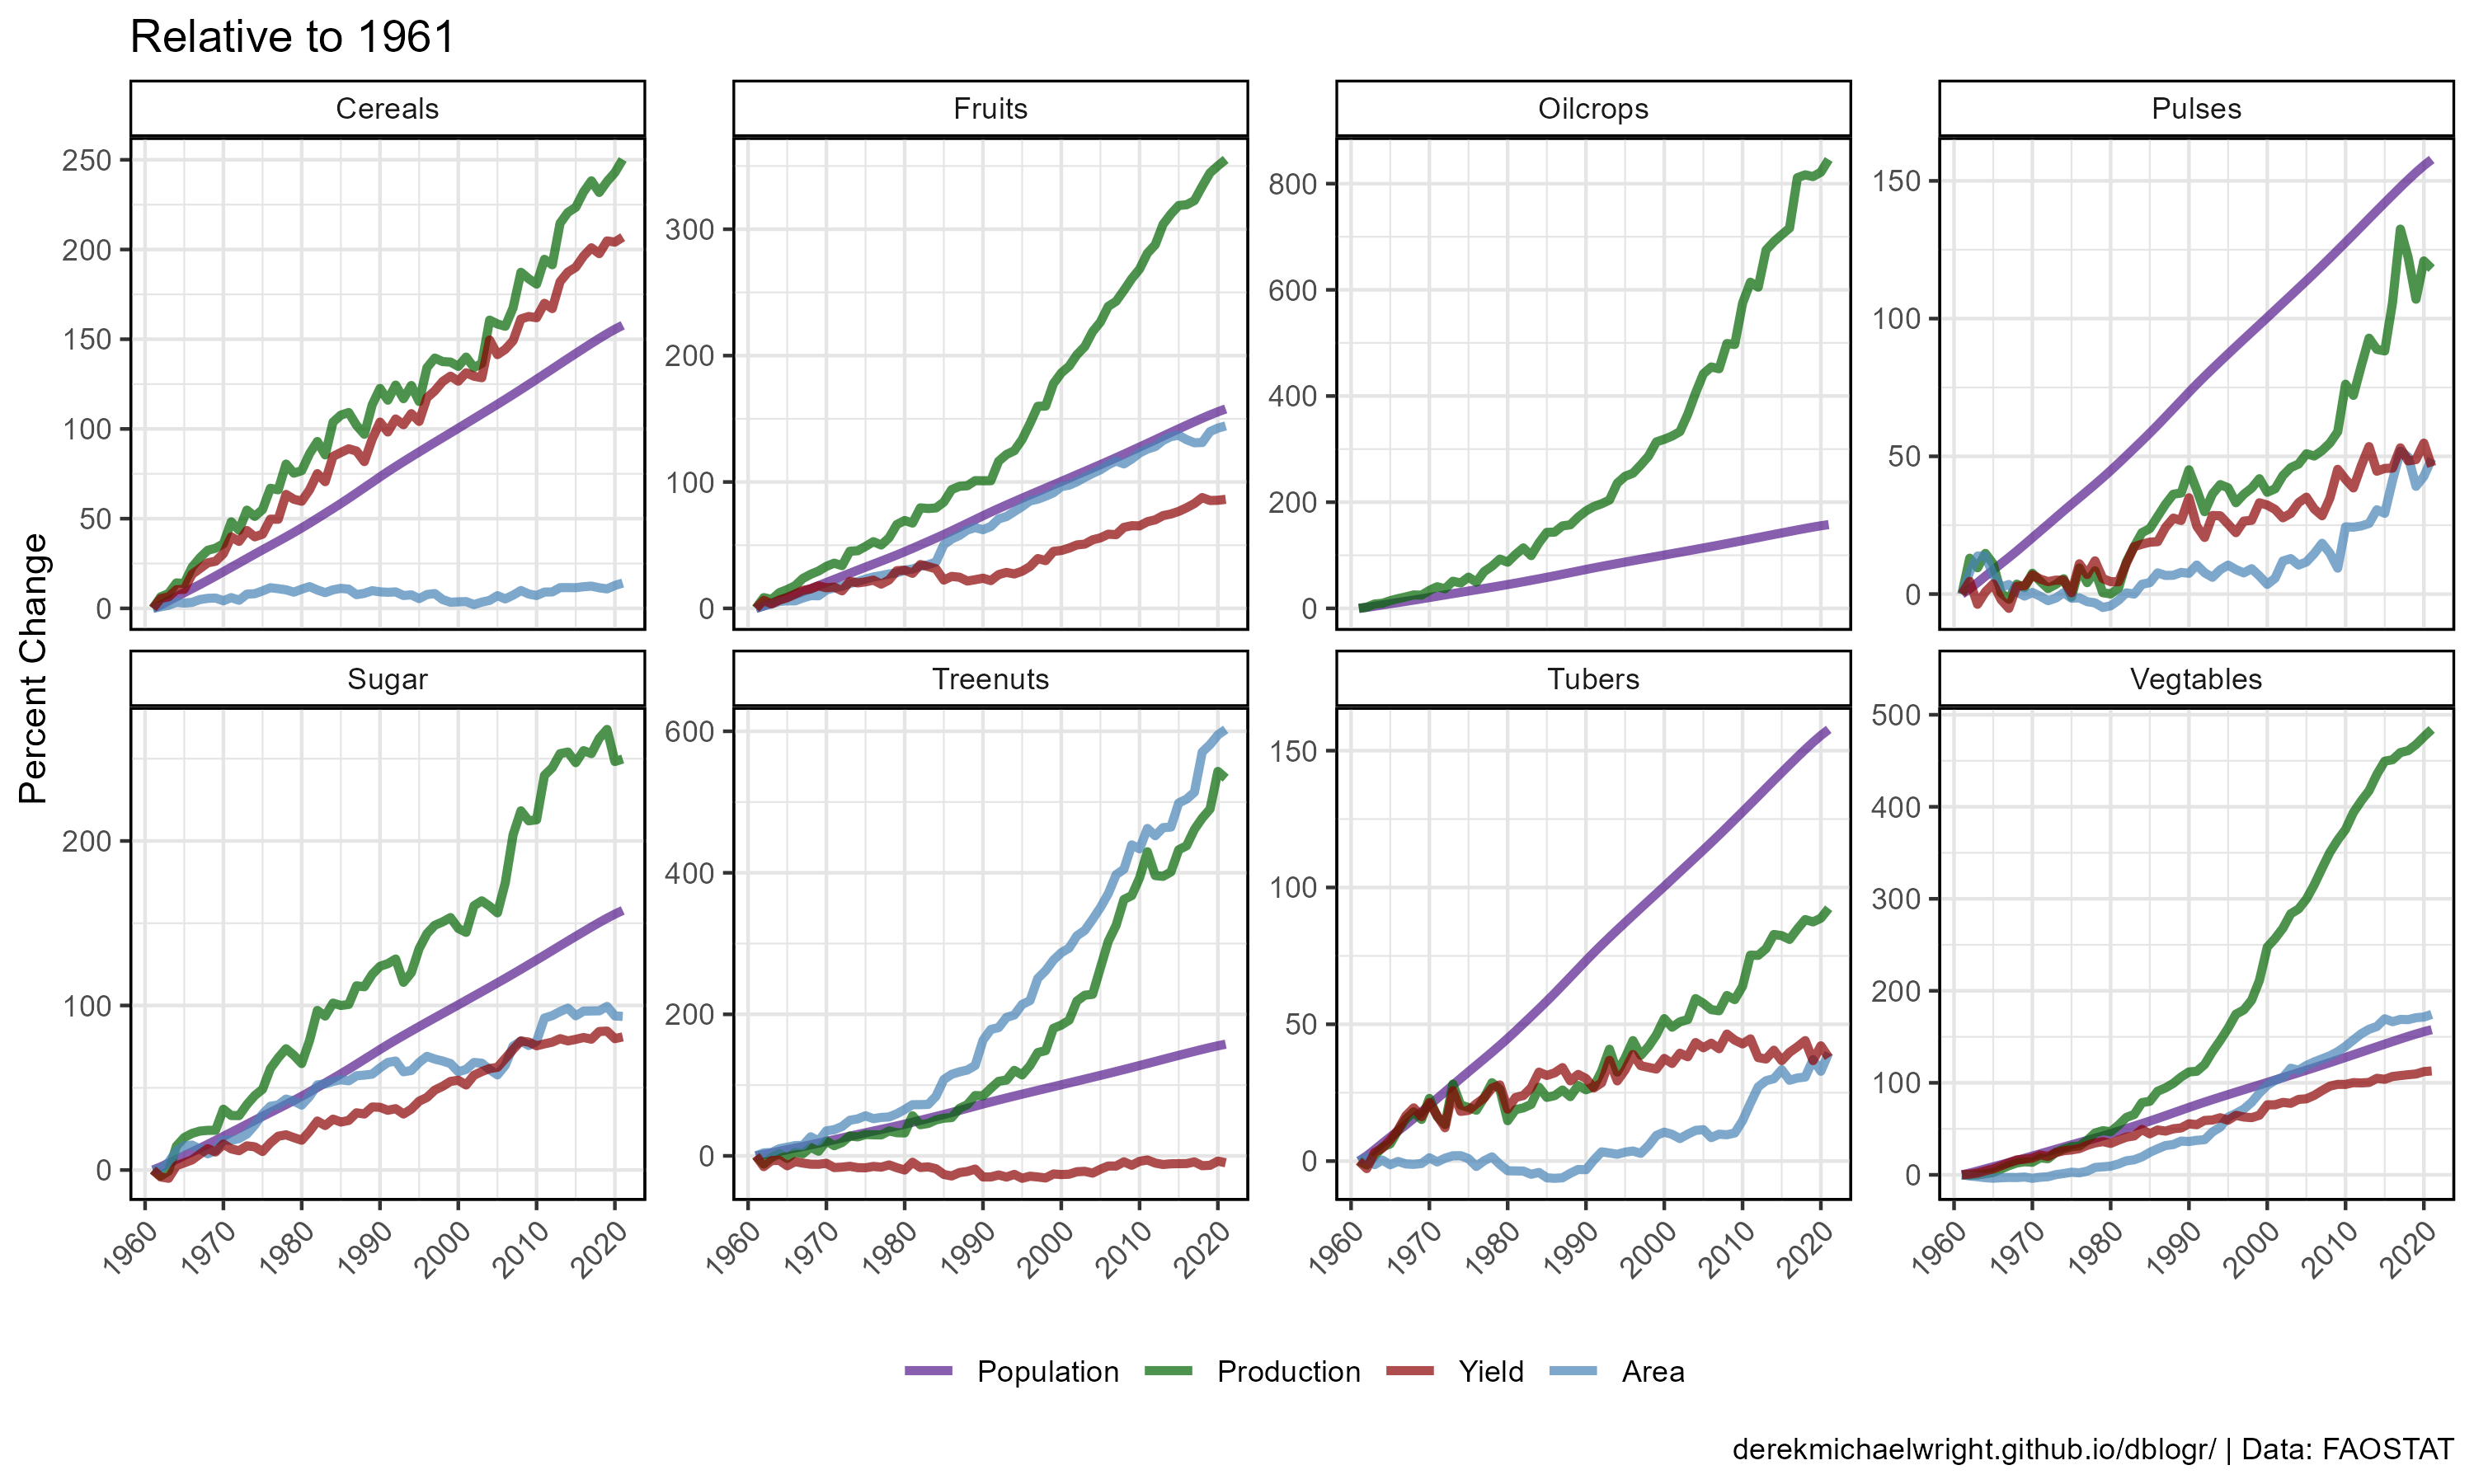 Relative to 1961
Cereals
Fruits
Oilcrops
Pulses
250
200
150
100
50
0
300
200
100
0
800
600
400
200
0
150
100
50
0
Percent Change
Sugar
Treenuts
Tubers
Vegtables
200
100
0
600
400
200
0
150
100
50
0
500
400
300
200
100
0
1960 1970 1980 1990 2000 2010 2020
1960 1970 1980 1990 2000 2010 2020
1960 1970 1980 1990 2000 2010 2020
1960 1970 1980 1990 2000 2010 2020
Population Production Yield Area
derekmichaelwright.github.io/dblogr/ | Data: FAOSTAT